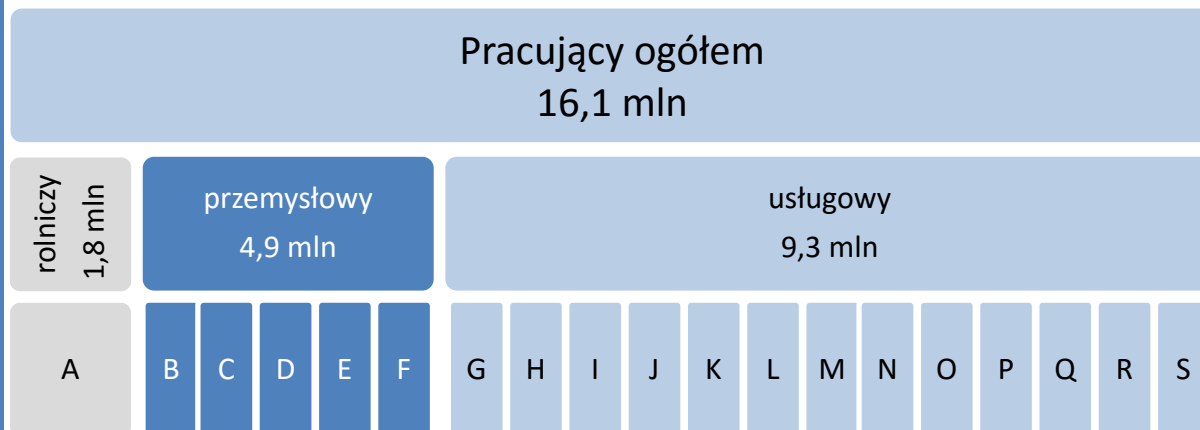 Pracujący ogółem
16,1 mln
rolniczy
1,8 mln
przemysłowy
4,9 mln
usługowy
9,3 mln
A B C D E F G H I J K L M N O P Q R S